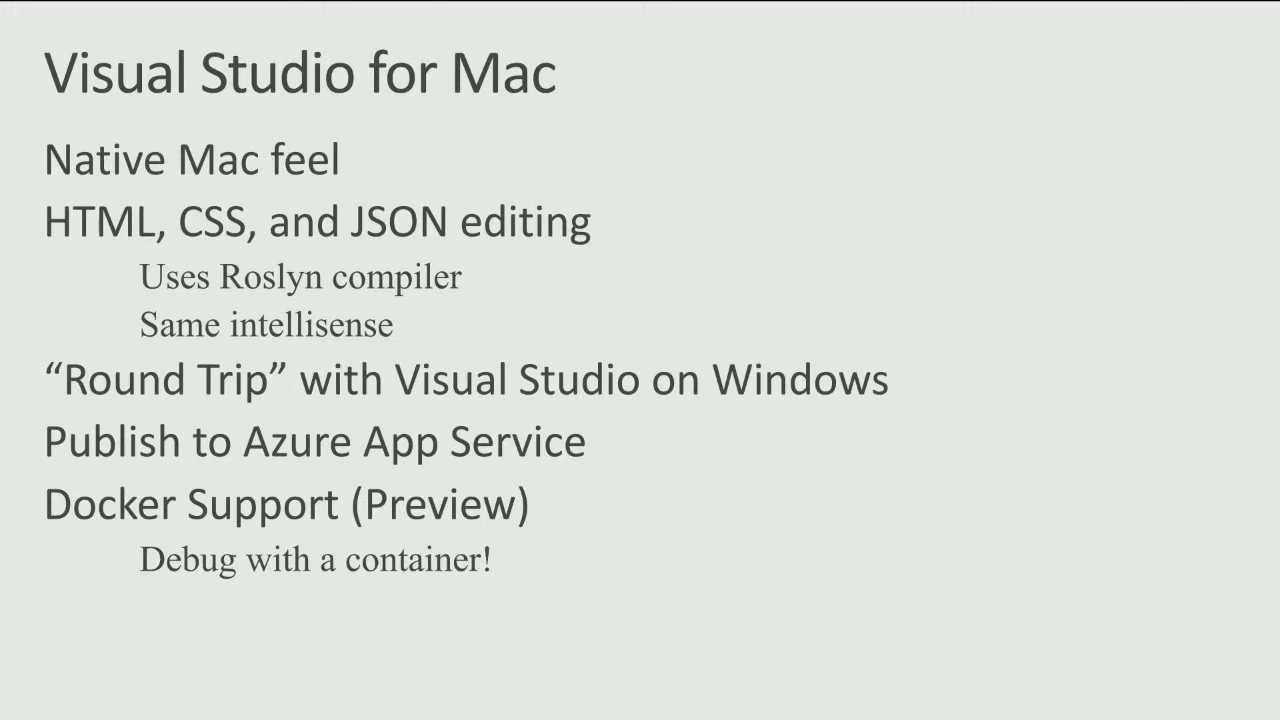 Visual Studio for Mac
Native Mac feel
HTML, CSS, and JSON editing
Uses Roslyn compiler
Same intellisense
“Round Trip” with Visual Studio on Windows
Publish to Azure App Service
Docker Support (Preview)
Debug with a container!